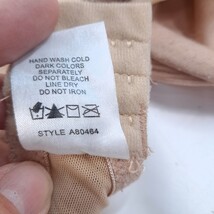 HAND WASH COLD
DARK COLORS
SEPARATELY
DO NOT BLEACH
LINE DRY
DO NOT IRON
STYLE A80464